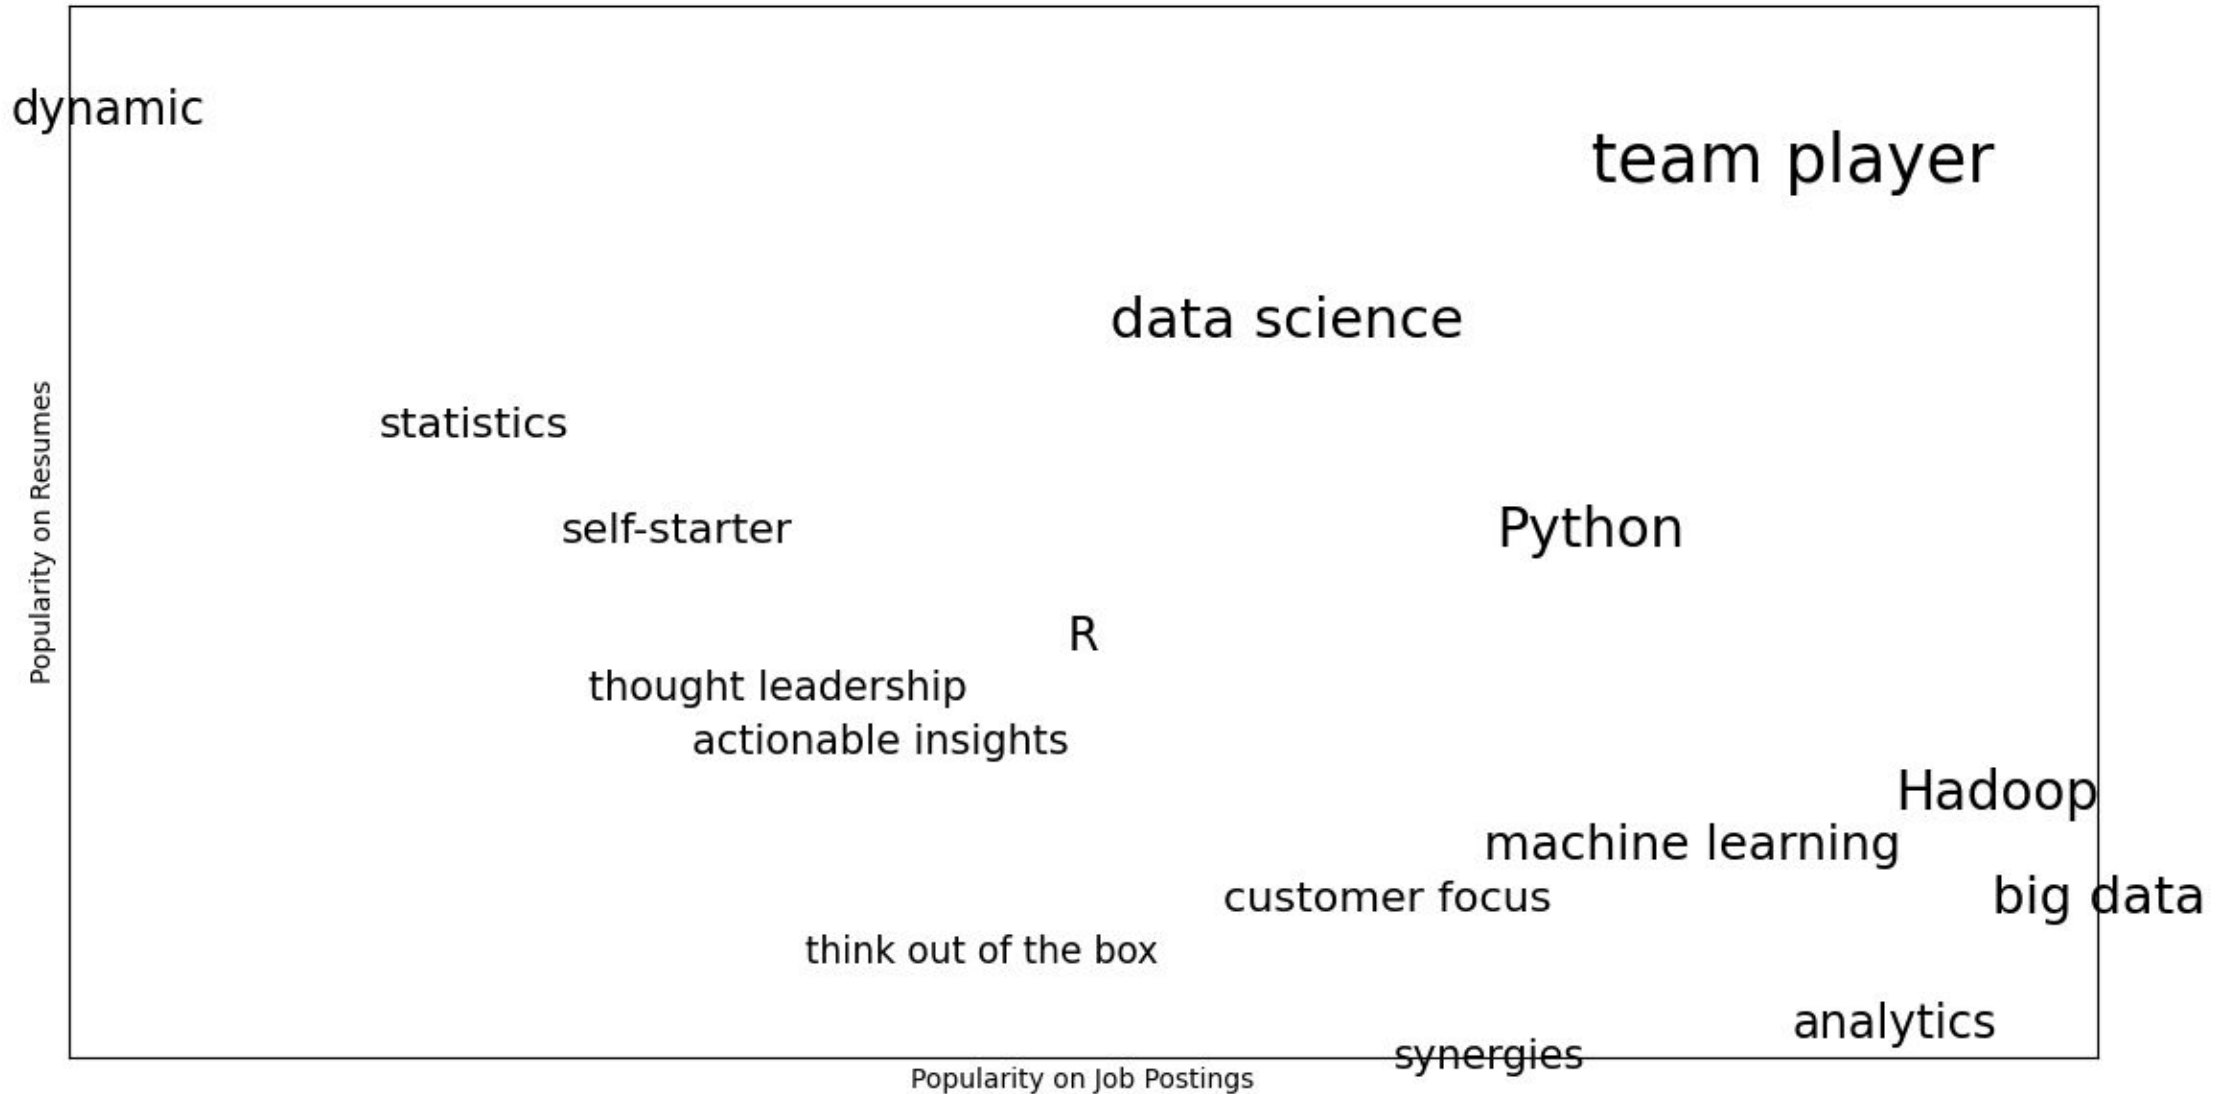 dynamic
team player
data science
statistics
self-starter
Python
R
thought leadership
actionable insights
Hadoop
machine learning
customer focus
big data
think out of the box
analytics
synergies
Popularity on Resumes
Popularity on Job Postings